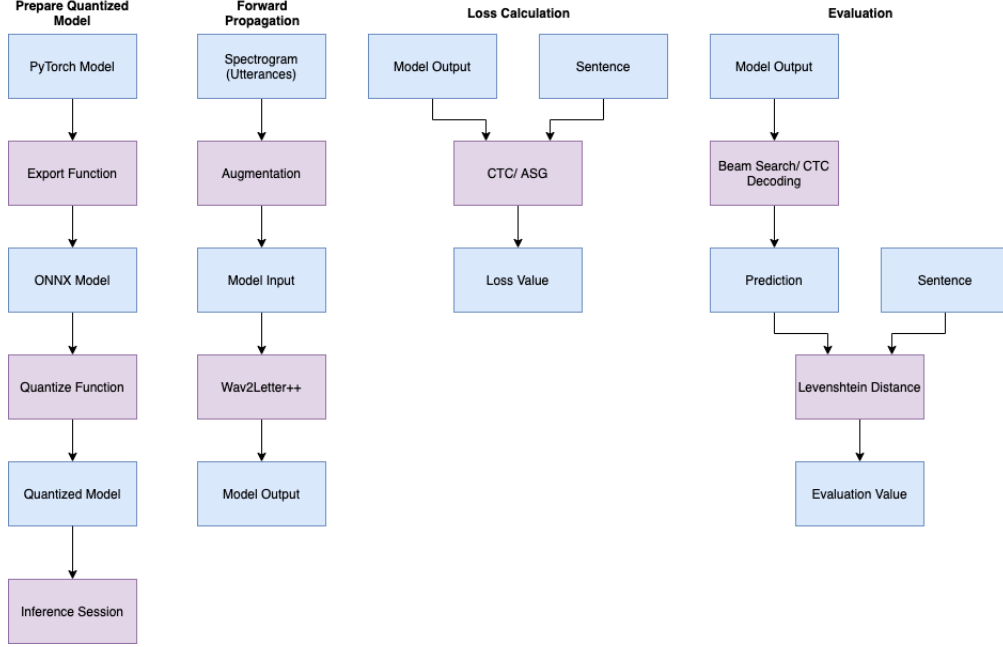 Prepare Quantized
Model
PyTorch Model
Export Function
ONNX Model
Quantize Function
Quantized Model
Inference Session
Forward
Propagation
Spectrogram
(Utterances)
Augmentation
Model Input
Wav2Letter++
Model Output
Loss Calculation
Model Output
Sentence
CTC/ ASG
Loss Value
Evaluation
Model Output
Beam Search/ CTC
Decoding
Prediction
Sentence
Levenshtein Distance
Evaluation Value